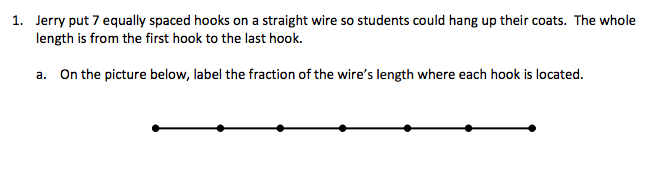 1. Jerry put 7 equally spaced hooks on a straight wire so students could hang up their coats. The whole
length is from the first hook to the last hook.
a. On the picture below, label the fraction of the wire's length where each hook is located.